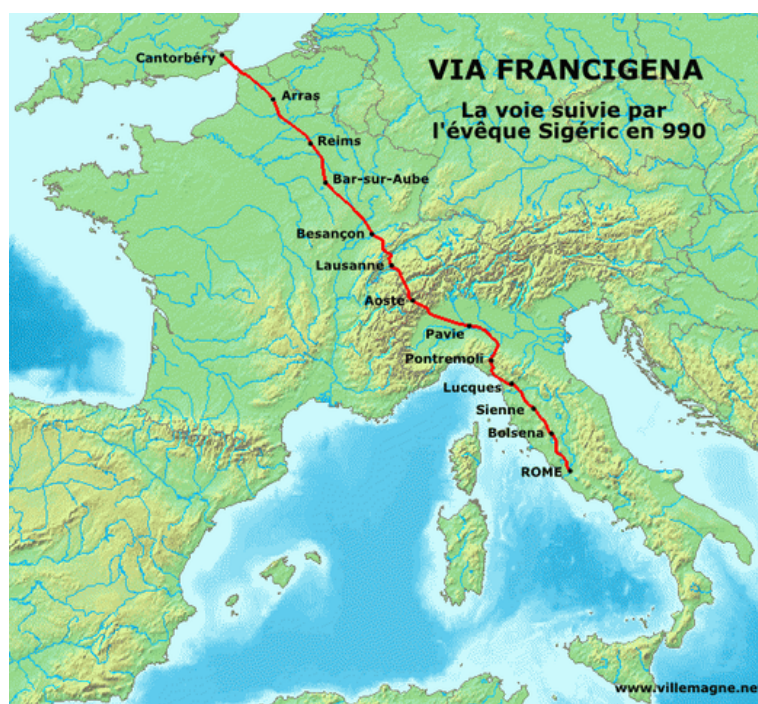 VIA FRANCIGENA
La voie suivie par
l'évêque Sigéric en 990
Cantorbéry
Arras
Reims
Bar-sur-Aube
Besançon
Lausanne
Aoste
Pavie
Pontremoli
Lucques
Sienne
Bolsena
ROME
www.villemagne.ne